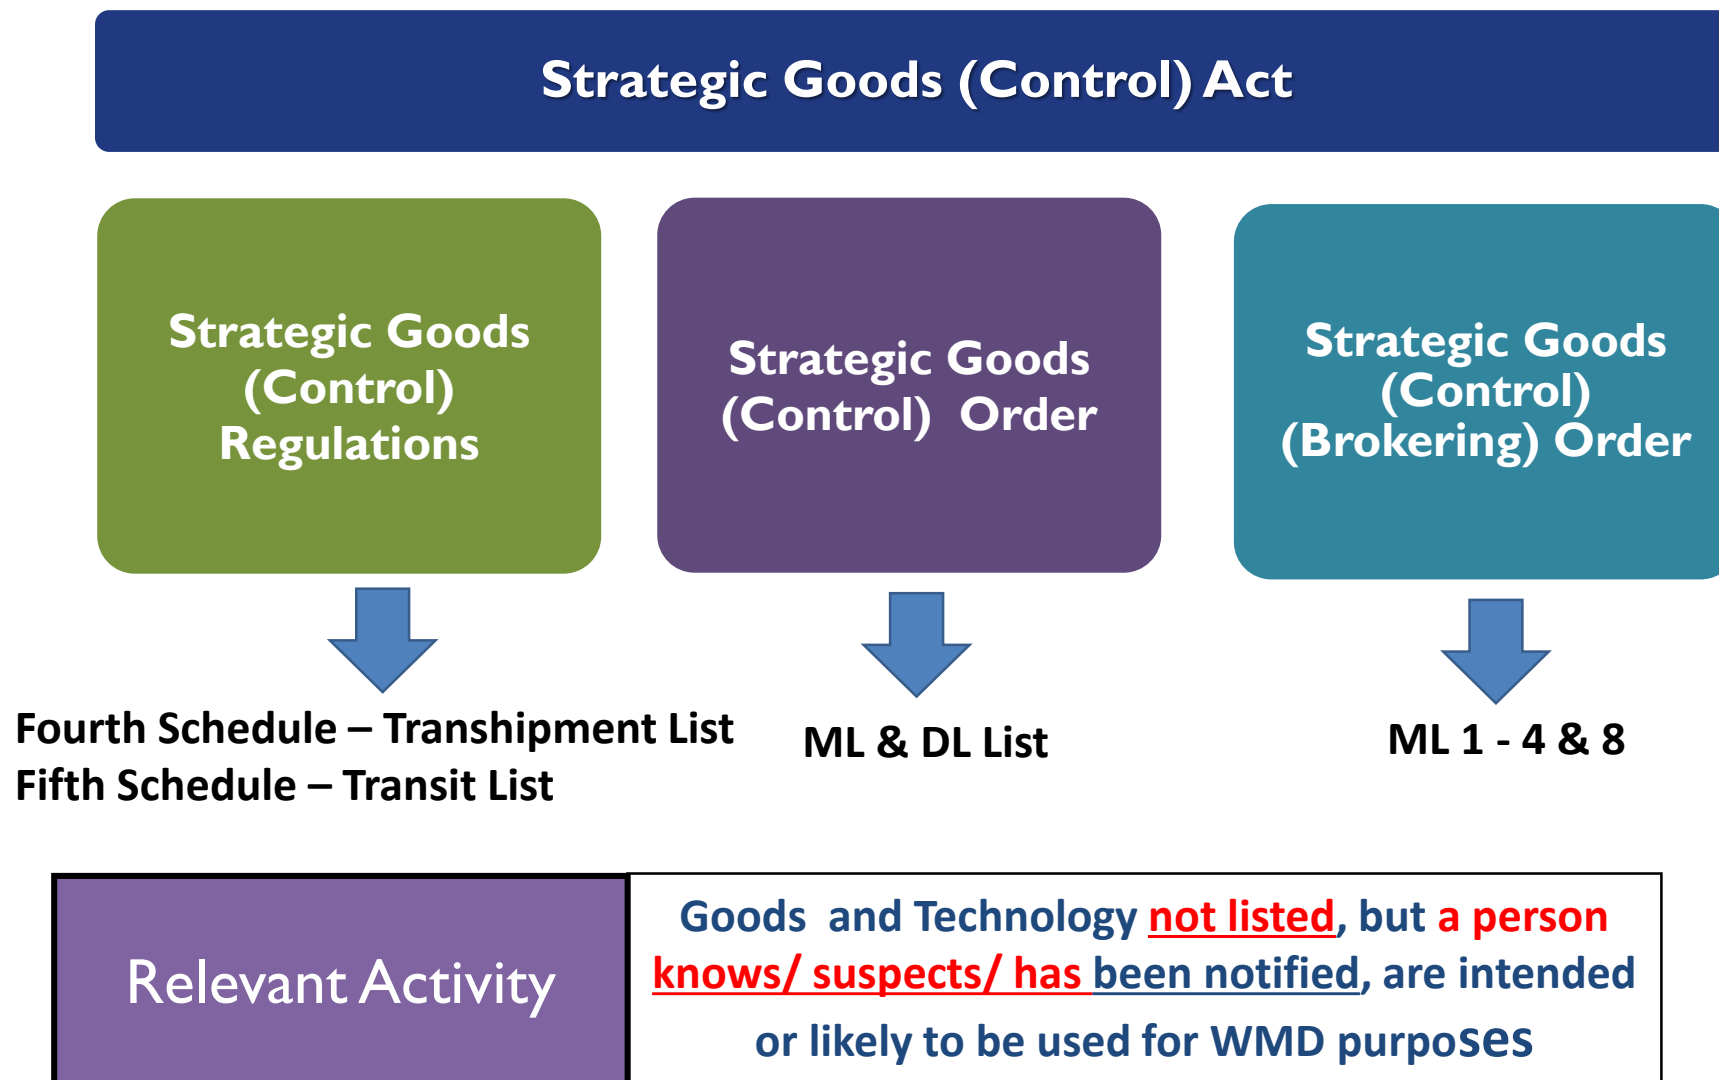 Strategic Goods (Control) Act
Strategic Goods
(Control)
Regulations
Strategic Goods
(Control) Order
Strategic Goods
(Control)
(Brokering) Order
Fourth Schedule – Transhipment List
Fifth Schedule – Transit List
ML & DL List
ML 1 - 4 & 8
Relevant Activity
Goods and Technology not listed, but a person
knows/ suspects/ has been notified, are intended
or likely to be used for WMD purposes